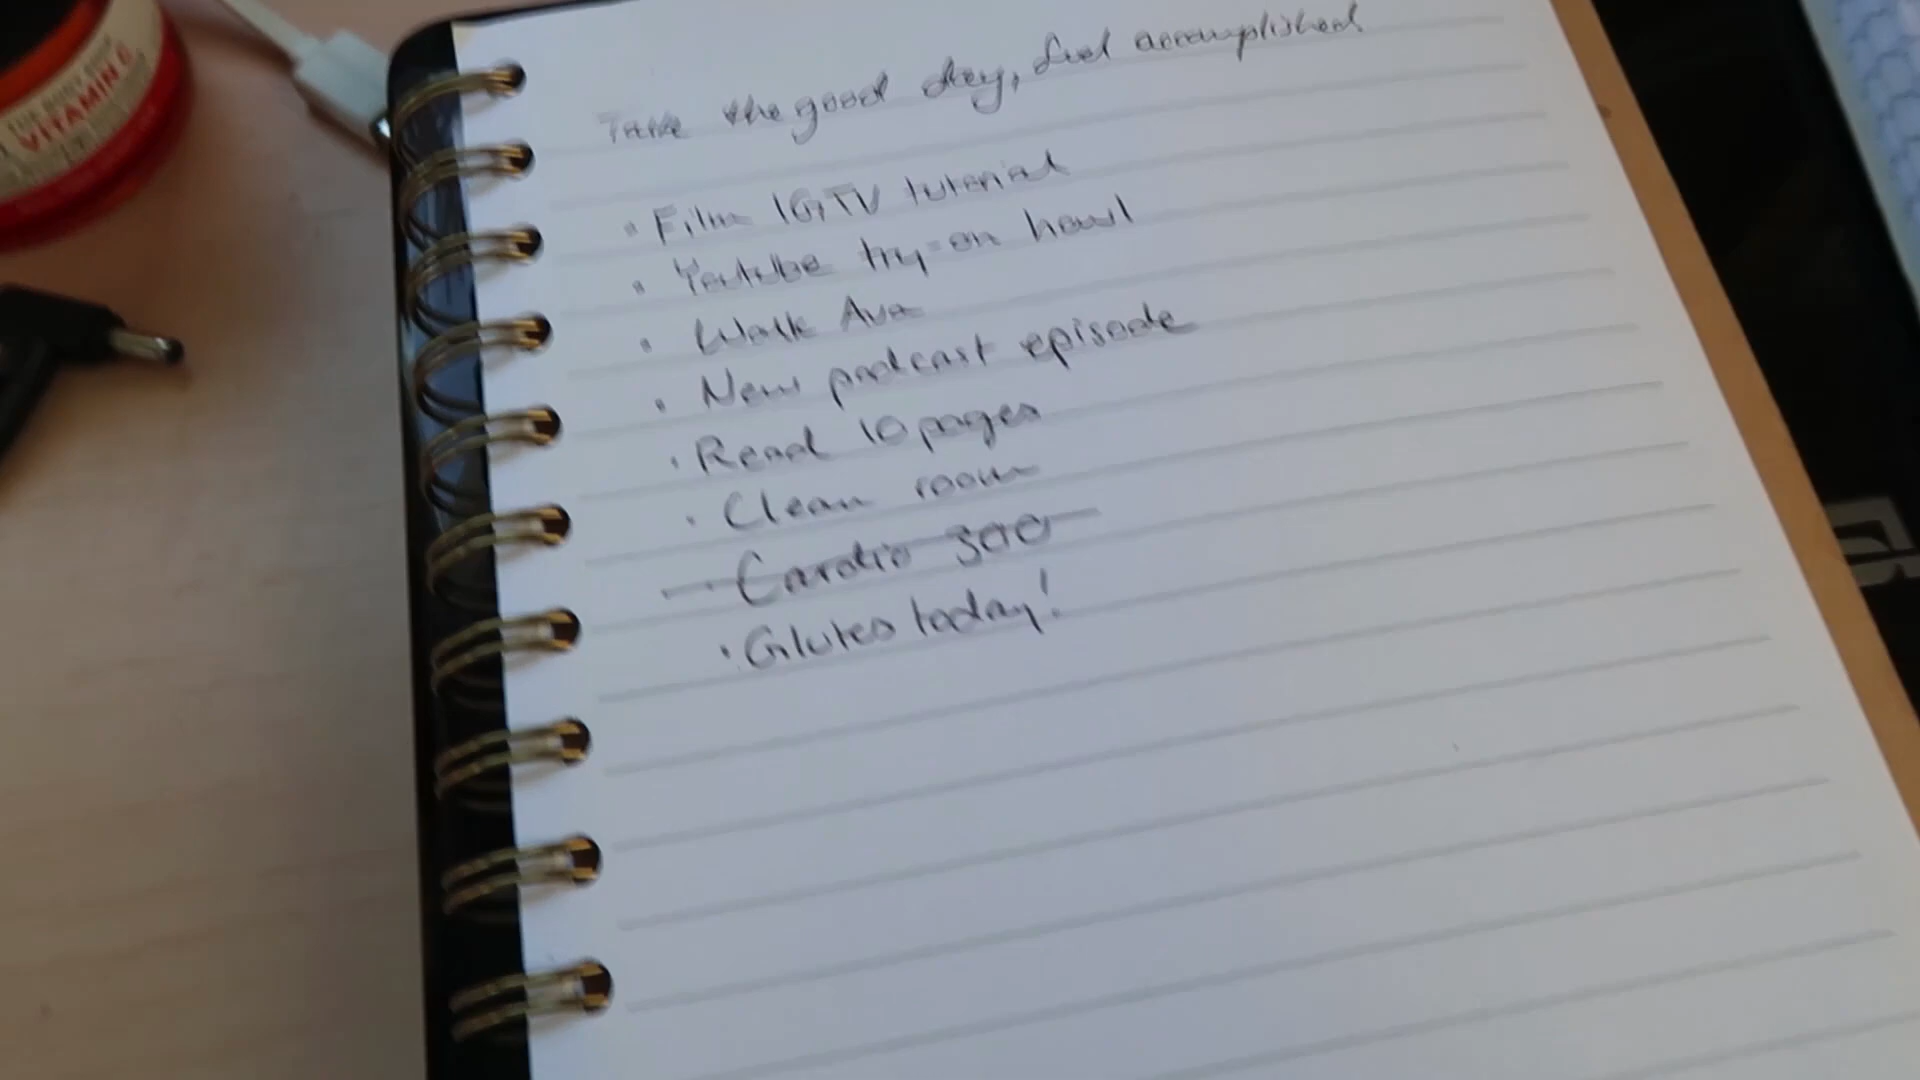 VITAMIN C
Take the good day, feel accomplished
• Film IGTV tutorial
• Youtube try-on haul
• Walk Ava
• New podcast episode
• Read 10 pages
• Clean room
• Cardio 300
• Glutes today!